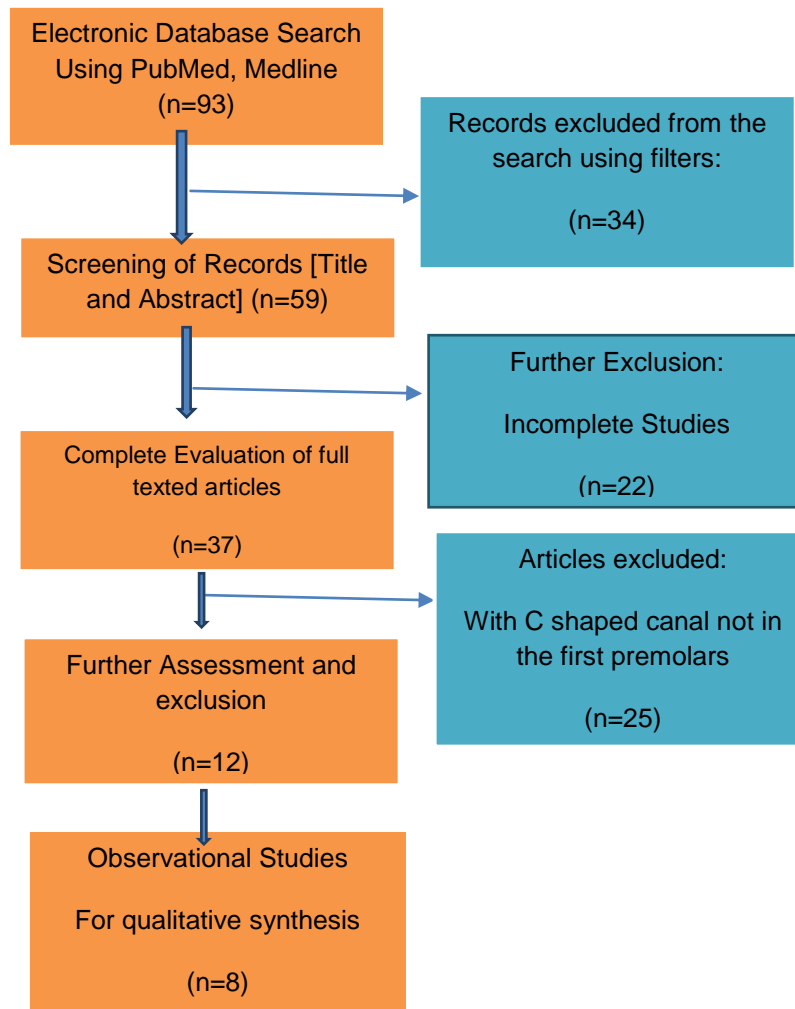 Electronic Database Search
Using PubMed, Medline
(n=93)
Records excluded from the
search using filters:
(n=34)
Screening of Records [Title
and Abstract] (n=59)
Further Exclusion:
Incomplete Studies
(n=22)
Complete Evaluation of full
texted articles
(n=37)
Articles excluded:
With C shaped canal not in
the first premolars
(n=25)
Further Assessment and
exclusion
(n=12)
Observational Studies
For qualitative synthesis
(n=8)